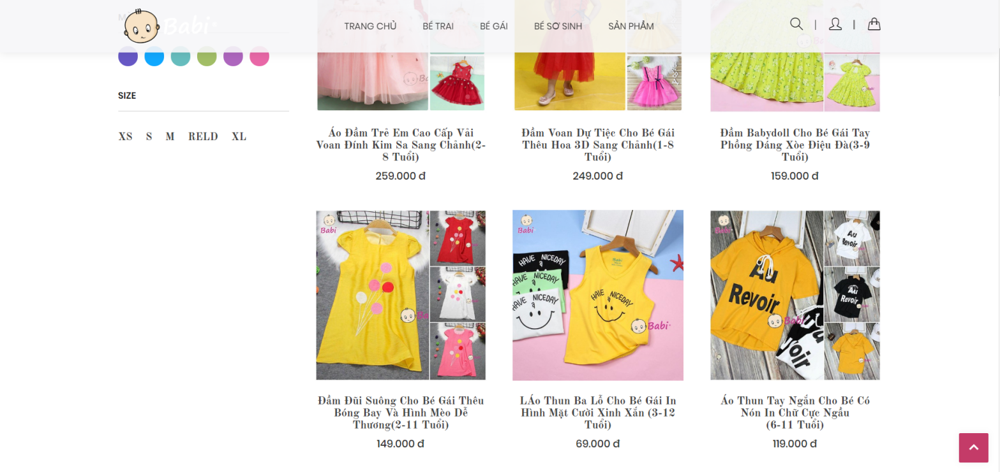 Babi
TRANG CHỦ BÉ TRAI BÉ GÁI BÉ SƠ SINH SẢN PHẨM
SIZE
XS S M RELD XL
Áo Đầm Trẻ Em Cao Cấp Vải
Voan Đính Kim Sa Sang Chảnh(2-
8 Tuổi)
259.000 đ
Đầm Voan Dự Tiệc Cho Bé Gái
Thêu Hoa 3D Sang Chảnh(1-8
Tuổi)
249.000 đ
Đầm Babydoll Cho Bé Gái Tay
Phồng Dáng Xòe Điệu Đà(3-9
Tuổi)
159.000 đ
Babi
Babi
HAVE A NICEDAY
HAVE A NICEDAY
HAVE A NICEDAY
Babi
HAVE A NICEDAY
Babi
Babi
Au
Revoir
Babi
Au
Revoir
Au
Revoir
Đầm Đũi Suông Cho Bé Gái Thêu
Bóng Bay Và Hình Mèo Dễ
Thương(2-11 Tuổi)
149.000 đ
LÁo Thun Ba Lỗ Cho Bé Gái In
Hình Mặt Cười Xinh Xắn (3-12
Tuổi)
69.000 đ
Áo Thun Tay Ngắn Cho Bé Có
Nón In Chữ Cực Ngầu
(6-11 Tuổi)
119.000 đ